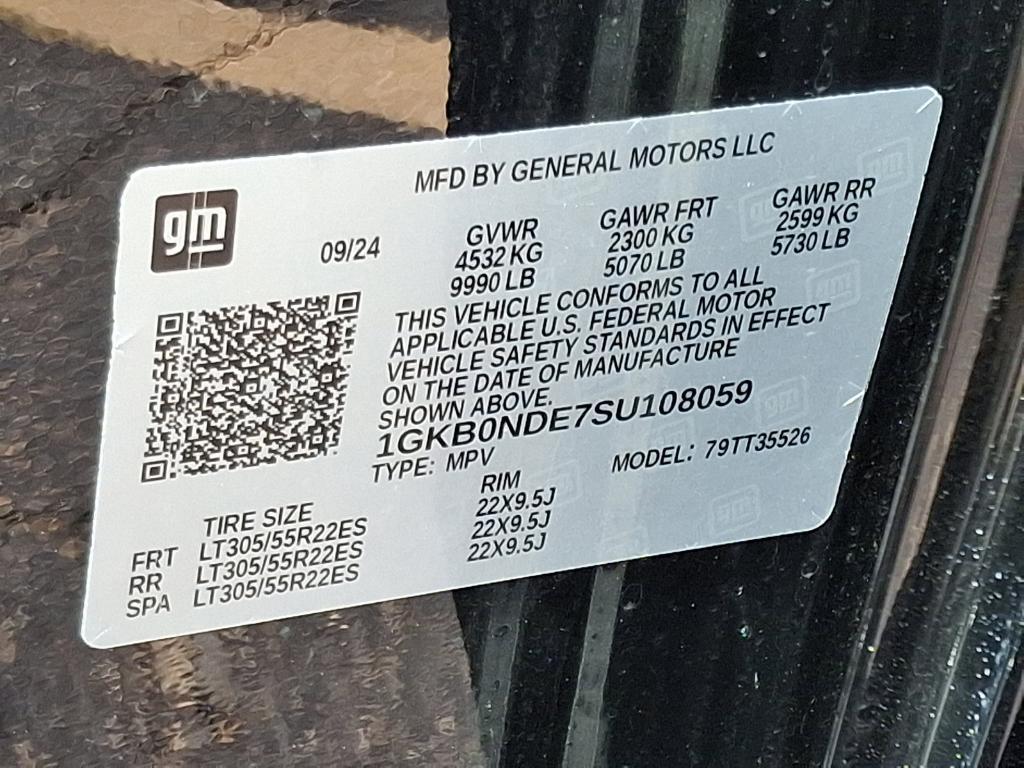 MFD BY GENERAL MOTORS LLC
gm
09/24
GVWR
4532 KG
9990 LB
GAWR FRT
2300 KG
5070 LB
GAWR RR
2599 KG
5730 LB
THIS VEHICLE CONFORMS TO ALL
APPLICABLE U.S. FEDERAL MOTOR
VEHICLE SAFETY STANDARDS IN EFFECT
ON THE DATE OF MANUFACTURE
SHOWN ABOVE.
1GKB0NDE7SU108059
TYPE: MPV
MODEL: 79TT35526
TIRE SIZE RIM
FRT LT305/55R22ES 22X9.5J
RR LT305/55R22ES 22X9.5J
SPA LT305/55R22ES 22X9.5J